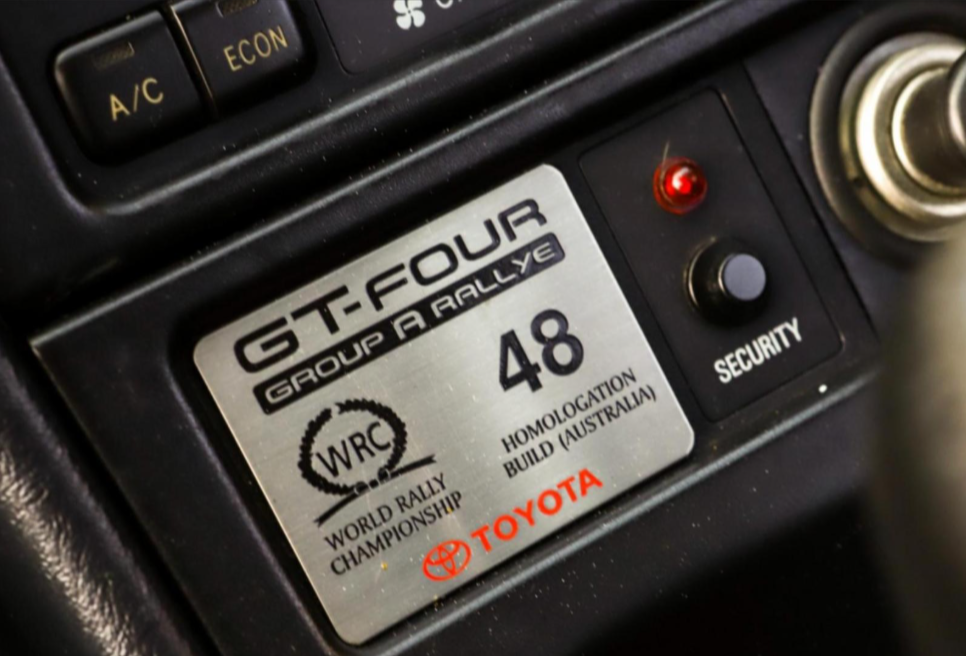 A/C
ECON
GT-FOUR
GROUP A RALLYE
48
WRC
HOMOLOGATION
BUILD (AUSTRALIA)
WORLD RALLY
CHAMPIONSHIP
TOYOTA
SECURITY